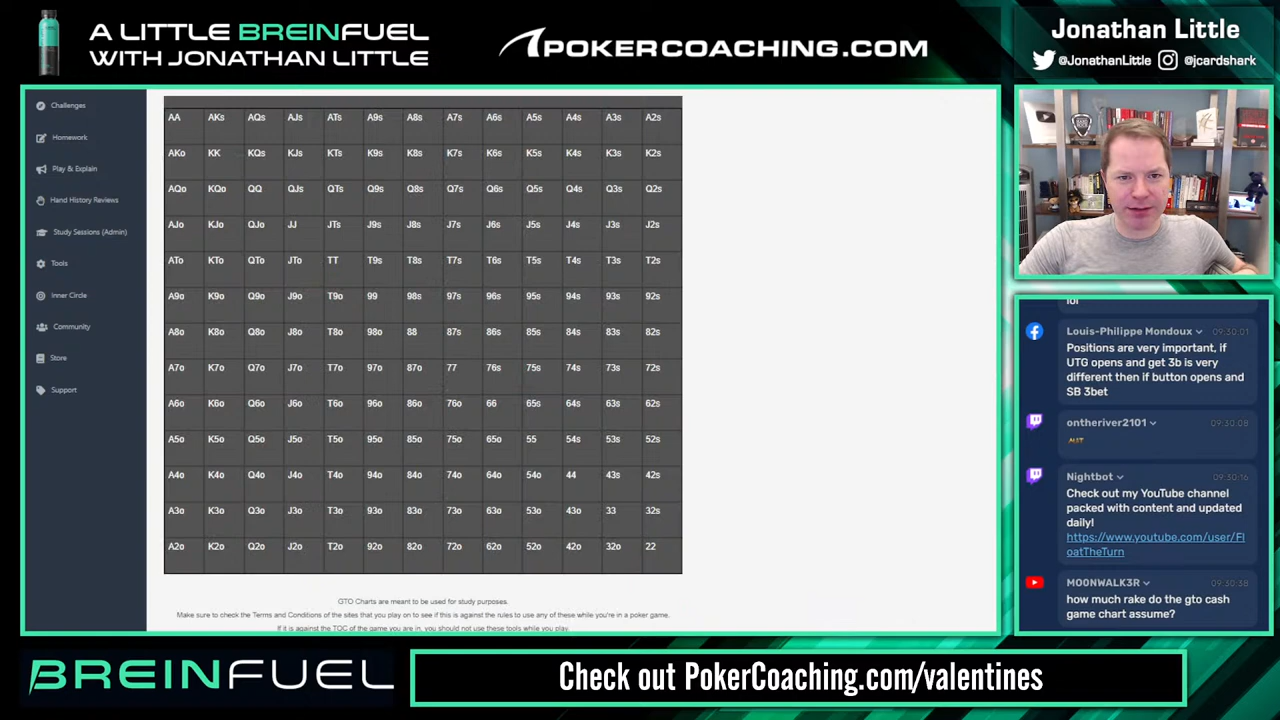 A LITTLE BREINFUEL
WITH JONATHAN LITTLE
POKERCOACHING.COM
Jonathan Little
@JonathanLittle @jcardshark
Challenges
Homework
Play & Explain
Hand History Reviews
Study Sessions (Admin)
Tools
Inner Circle
Community
Store
Support
AA AKs AQs AJs ATs A9s A8s A7s A6s A5s A4s A3s A2s
AKo KK KQs KJs KTs K9s K8s K7s K6s K5s K4s K3s K2s
AQo KQo QQ QJs QTs Q9s Q8s Q7s Q6s Q5s Q4s Q3s Q2s
AJo KJo QJo JJ JTs J9s J8s J7s J6s J5s J4s J3s J2s
ATo KTo QTo JTo TT T9s T8s T7s T6s T5s T4s T3s T2s
A9o K9o Q9o J9o T9o 99 98s 97s 96s 95s 94s 93s 92s
A8o K8o Q8o J8o T8o 98o 88 87s 86s 85s 84s 83s 82s
A7o K7o Q7o J7o T7o 97o 87o 77 76s 75s 74s 73s 72s
A6o K6o Q6o J6o T6o 96o 86o 76o 66 65s 64s 63s 62s
A5o K5o Q5o J5o T5o 95o 85o 75o 65o 55 54s 53s 52s
A4o K4o Q4o J4o T4o 94o 84o 74o 64o 54o 44 43s 42s
A3o K3o Q3o J3o T3o 93o 83o 73o 63o 53o 43o 33 32s
A2o K2o Q2o J2o T2o 92o 82o 72o 62o 52o 42o 32o 22
GTO Charts are meant to be used for study purposes.
Make sure to check the Terms and Conditions of the sites that you play on to see if this is against the rules to use any of these while you're in a poker game.
If it is against the TOC of the game you are in, you should not use these tools while you play.
lol
Louis-Philippe Mondoux 09:30:01
Positions are very important, if
UTG opens and get 3b is very
different then if button opens and
SB 3bet
ontheriver2101 09:30:08
Nightbot 09:30:16
Check out my YouTube channel
packed with content and updated
daily!
https://www.youtube.com/user/Fl
oatTheTurn
MOONWALK3R 09:30:38
how much rake do the gto cash
game chart assume?
BREINFUEL
Check out PokerCoaching.com/valentines